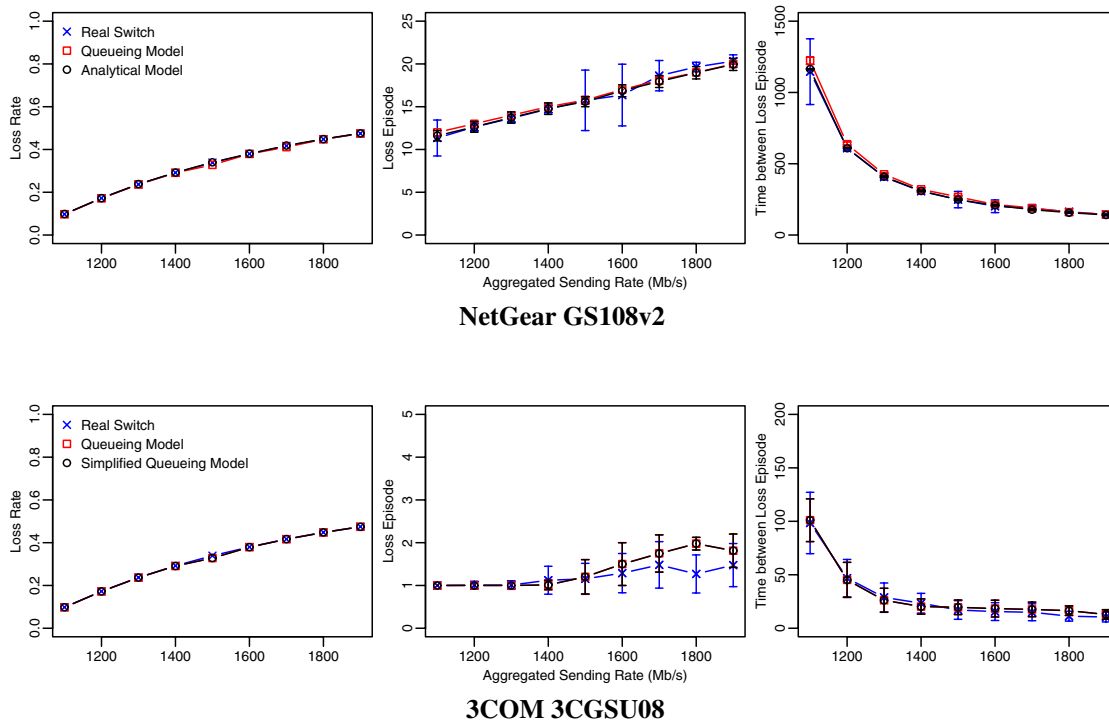 Loss Rate
0.0 0.2 0.4 0.6 0.8 1.0
Real Switch
Queueing Model
Analytical Model
1200 1400 1600 1800
Loss Episode
0 5 10 15 20 25
1200 1400 1600 1800
Aggregated Sending Rate (Mb/s)
Time between Loss Episode
0 500 1000 1500
1200 1400 1600 1800
NetGear GS108v2
Loss Rate
0.0 0.2 0.4 0.6 0.8 1.0
Real Switch
Queueing Model
Simplified Queueing Model
1200 1400 1600 1800
Loss Episode
0 1 2 3 4 5
1200 1400 1600 1800
Aggregated Sending Rate (Mb/s)
Time between Loss Episode
0 50 100 150 200
1200 1400 1600 1800
3COM 3CGSU08